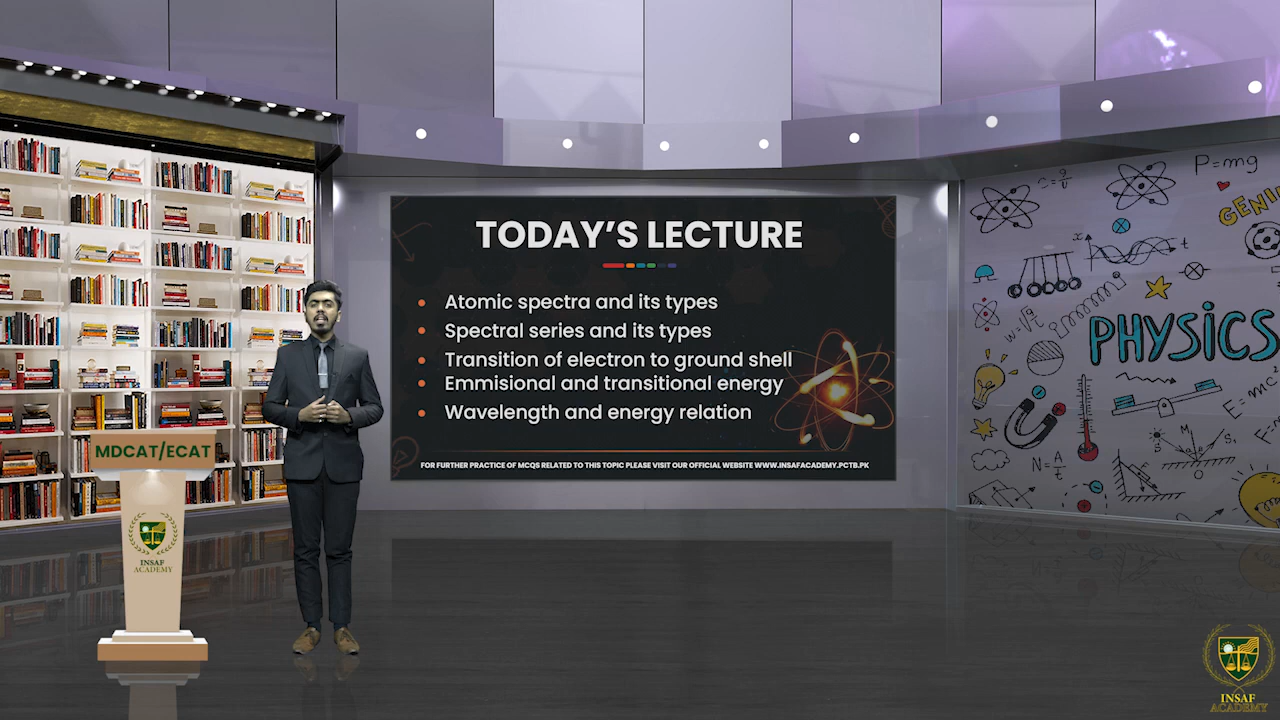 TODAY'S LECTURE
• Atomic spectra and its types
• Spectral series and its types
• Transition of electron to ground shell
• Emmisional and transitional energy
• Wavelength and energy relation
FOR FURTHER PRACTICE OF MCQS RELATED TO THIS TOPIC PLEASE VISIT OUR OFFICIAL WEBSITE WWW.INSAFACADEMY.PCTB.PK
MDCAT/ECAT
INSAF
ACADEMY
P=mg
GENIU
x
t
PHYSICS
E=mc²
F=
N=A/t
M
S,
O
INSAF
ACADEMY